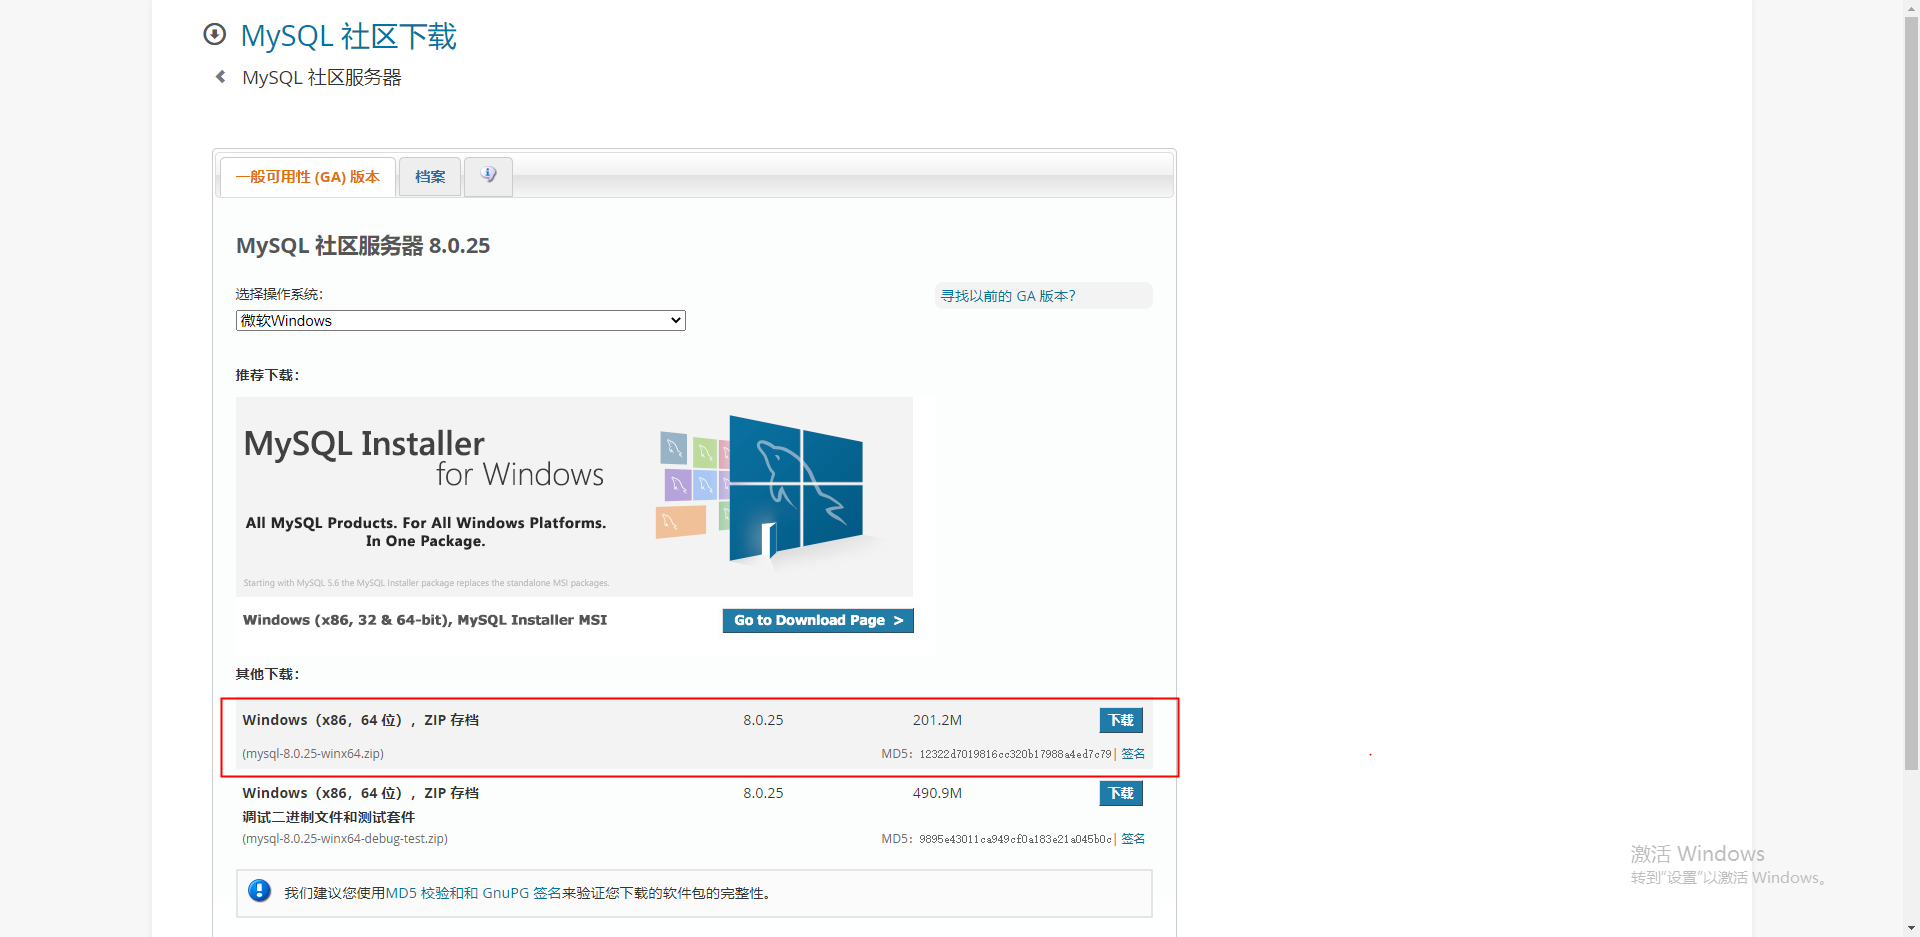 MySQL 社区下载
MySQL 社区服务器
一般可用性 (GA) 版本
档案
MySQL 社区服务器 8.0.25
选择操作系统:
寻找以前的 GA 版本?
微软Windows
推荐下载:
MySQL Installer
for Windows
All MySQL Products. For All Windows Platforms.
In One Package.
Starting with MySQL 5.6 the MySQL Installer package replaces the standalone MSI packages.
Windows (x86, 32 & 64-bit), MySQL Installer MSI
Go to Download Page >
其他下载:
Windows（x86，64 位），ZIP 存档 8.0.25 201.2M 下载
(mysql-8.0.25-winx64.zip) MD5: 12322d7019816cc320b17988a4ed7c79 | 签名
Windows（x86，64 位），ZIP 存档 8.0.25 490.9M 下载
调试二进制文件和测试套件
(mysql-8.0.25-winx64-debug-test.zip) MD5: 9895e43011ca949cf0a183e21a045b0c | 签名
我们建议您使用MD5 校验和和 GnuPG 签名来验证您下载的软件包的完整性。
激活 Windows
转到“设置”以激活 Windows。